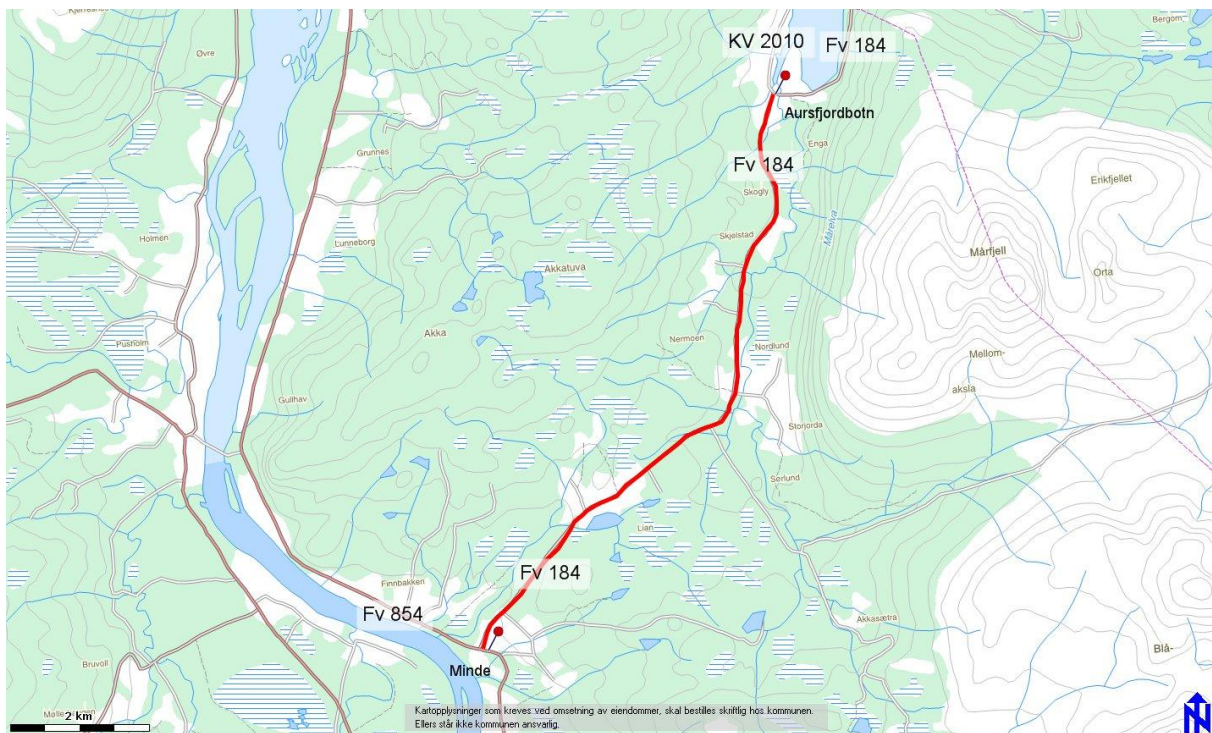 Øvre
Bergom
KV 2010
Fv 184
Aursfjordbotn
Enga
Grunnes
Fv 184
Erikfjellet
Skogly
Målelva
Holmen
Lunneborg
Skjelstad
Mårfjell
Akkatuva
Orta
Akka
Pusholm
Nermoen
Nordlund
Mellom-
aksla
Gullhav
Storjorda
Sørlund
Lian
Fv 184
Finnbakken
Fv 854
Akkasætra
Blå-
Bruvoll
Minde
2 km
Kartopplysninger som kreves ved omsetning av eiendommer, skal bestilles skriftlig hos kommunen.
Ellers står ikke kommunen ansvarlig.
N